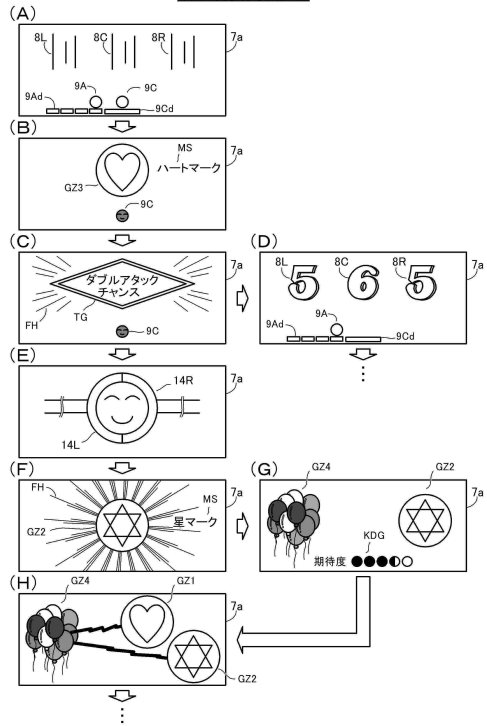 (A)
8L 8C 8R 7a
9A 9C
9Ad 9Cd
(B)
MS 7a
ハートマーク
GZ3
9C
(C)
7a
ダブルアタック
チャンス
FH TG 9C
(D)
8L 8C 8R 7a
5 6 5
9A
9Ad 9Cd
⋮
(E)
14R 7a
14L
(F)
FH MS 7a
GZ2 星マーク
(G)
GZ4 GZ2
7a
KDG
期待度
(H)
GZ4 GZ1
7a
GZ2
⋮